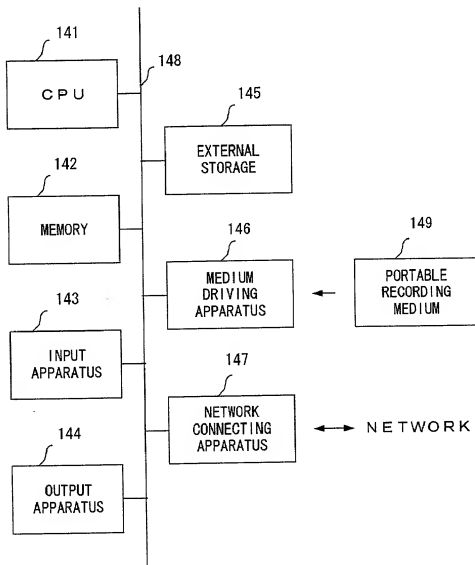 141
CPU
148
145
EXTERNAL
STORAGE
142
MEMORY
146
MEDIUM
DRIVING
APPARATUS
149
PORTABLE
RECORDING
MEDIUM
143
INPUT
APPARATUS
147
NETWORK
CONNECTING
APPARATUS
NETWORK
144
OUTPUT
APPARATUS